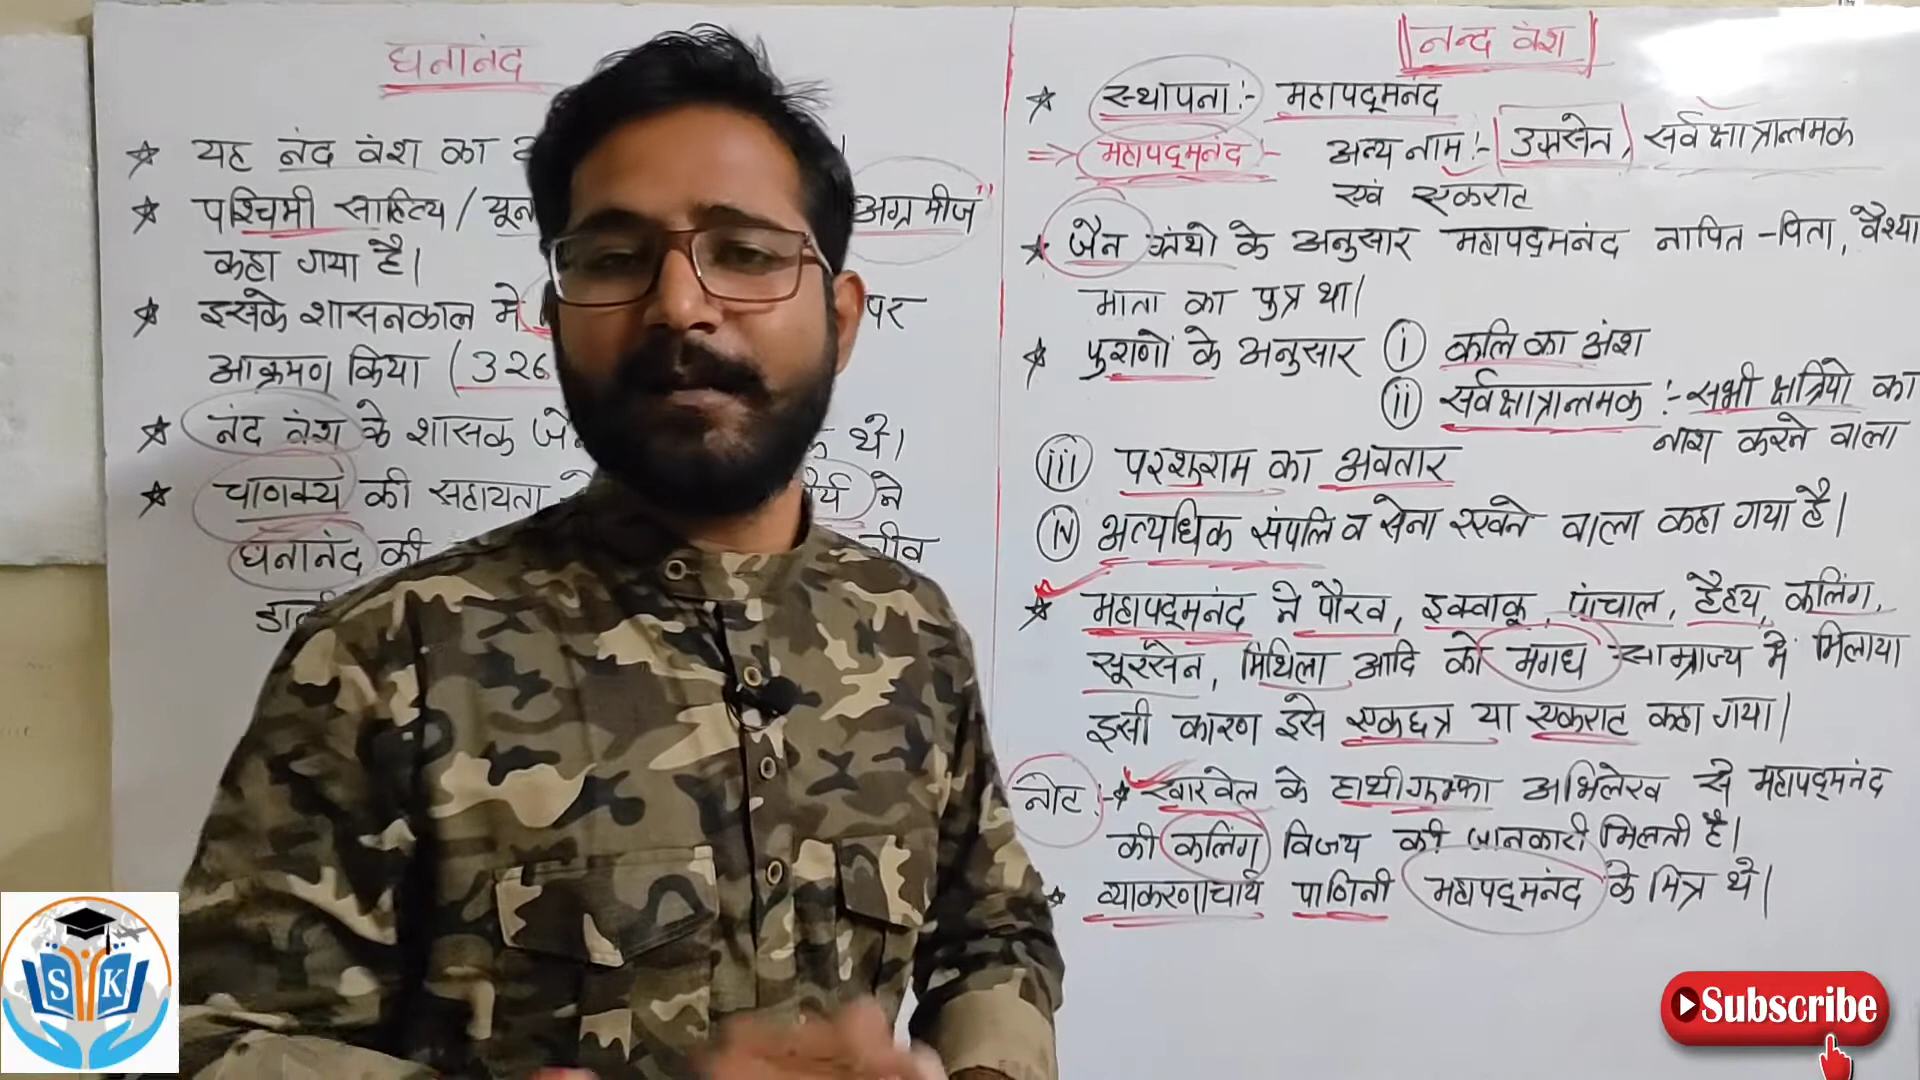 धनानंद
★ यह नंद वंश का
★ पश्चिमी साहित्य / यून अग्रमीज"
कहा गया है।
★ इसके शासनकाल मे पर
आक्रमण किया (326
★ नंद वंश के शासक थे।
★ चाणक्य की सहायता ने
धनानंद की नीव
नन्द वंश
★ स्थापना :- महापद्मनंद
⇒ महापद्मनंद :- अन्य नाम :- उग्रसेन, सर्वक्षात्रान्तमक
एवं एकराट
★ जैन ग्रंथो के अनुसार महापद्मनंद नापित -पिता, वैश्या
माता का पुत्र था।
★ पुराणों के अनुसार (i) कलि का अंश
(ii) सर्वक्षात्रान्तमक :- सभी क्षत्रियो का
नाश करने वाला
(iii) परशुराम का अवतार
(iv) अत्यधिक संपत्ति व सेना रखने वाला कहा गया है।
★ महापद्मनंद ने पौरव, इक्वाकू, पांचाल, हैहय, कलिंग,
सूरसेन, मिथिला आदि को मगध साम्राज्य मे मिलाया
इसी कारण इसे एकछत्र या एकराट कहा गया।
नोट :- ★ खारवेल के हाथीगुम्फा अभिलेख से महापद्मनंद
की कलिंग विजय की जानकारी मिलती है।
★ व्याकरणाचार्य पाणिनी महापद्मनंद के मित्र थे।
SK
Subscribe